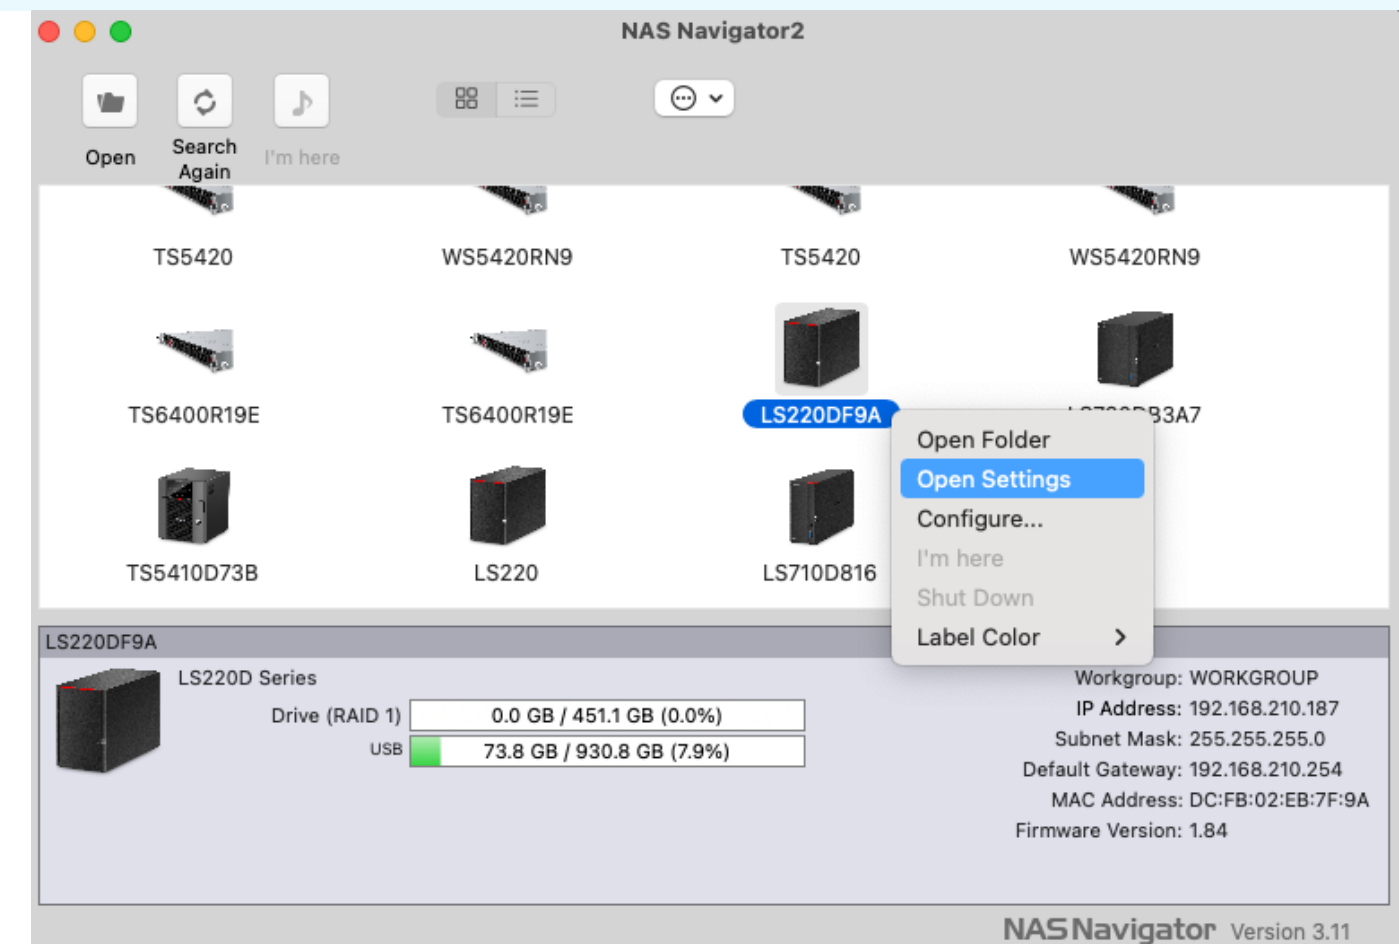 NAS Navigator2
Open
Search Again
I'm here
TS5420
WS5420RN9
TS5420
WS5420RN9
TS6400R19E
TS6400R19E
LS220DF9A
B3A7
TS5410D73B
LS220
LS710D816
Open Folder
Open Settings
Configure...
I'm here
Shut Down
Label Color
LS220DF9A
LS220D Series
Drive (RAID 1) 0.0 GB / 451.1 GB (0.0%)
USB 73.8 GB / 930.8 GB (7.9%)
Workgroup: WORKGROUP
IP Address: 192.168.210.187
Subnet Mask: 255.255.255.0
Default Gateway: 192.168.210.254
MAC Address: DC:FB:02:EB:7F:9A
Firmware Version: 1.84
NAS Navigator Version 3.11